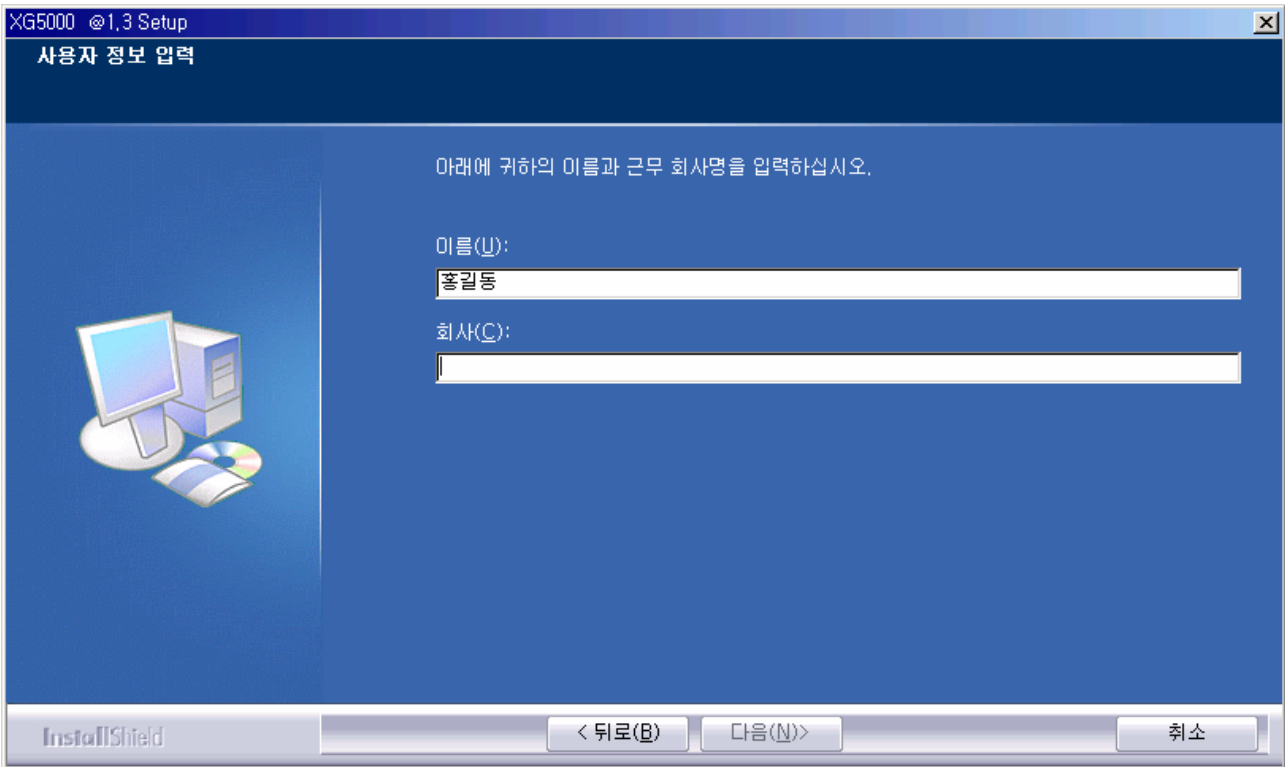 XG5000 @1,3 Setup
사용자 정보 입력
아래에 귀하의 이름과 근무 회사명을 입력하십시오.
이름(U):
홍길동
회사(C):
InstallShield
< 뒤로(B)
다음(N)>
취소